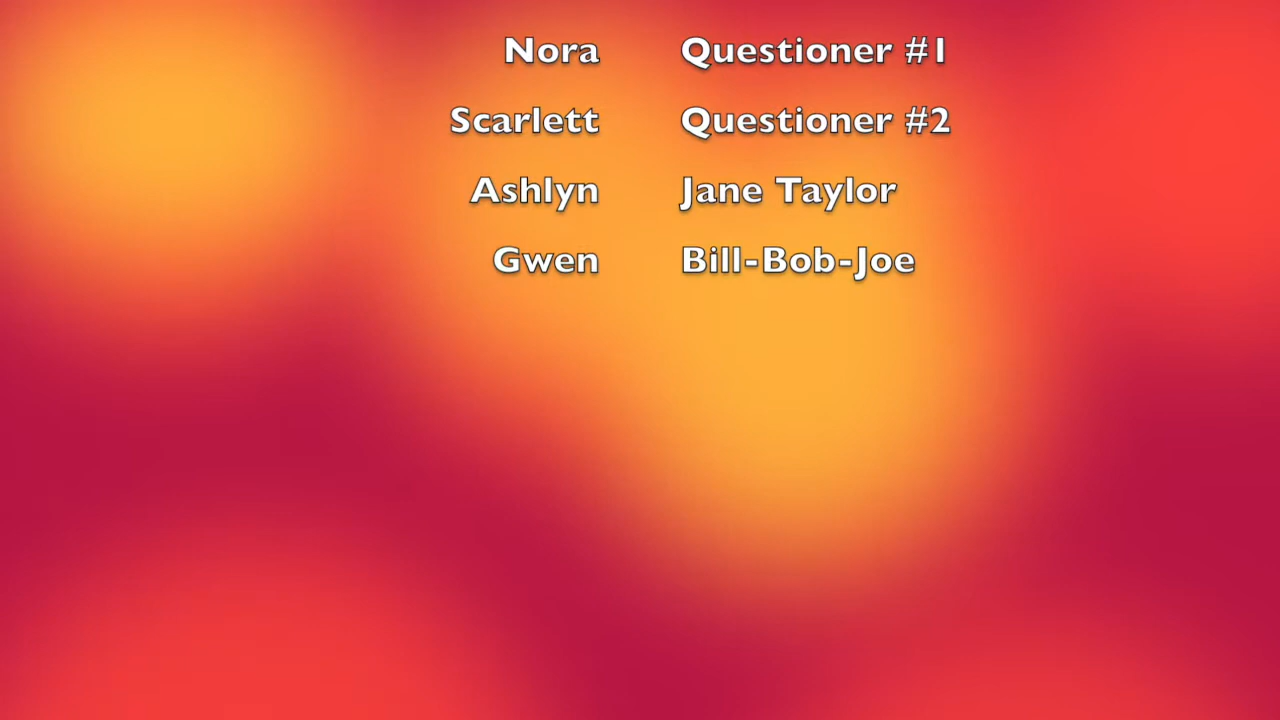 Nora Questioner #1
Scarlett Questioner #2
Ashlyn Jane Taylor
Gwen Bill-Bob-Joe